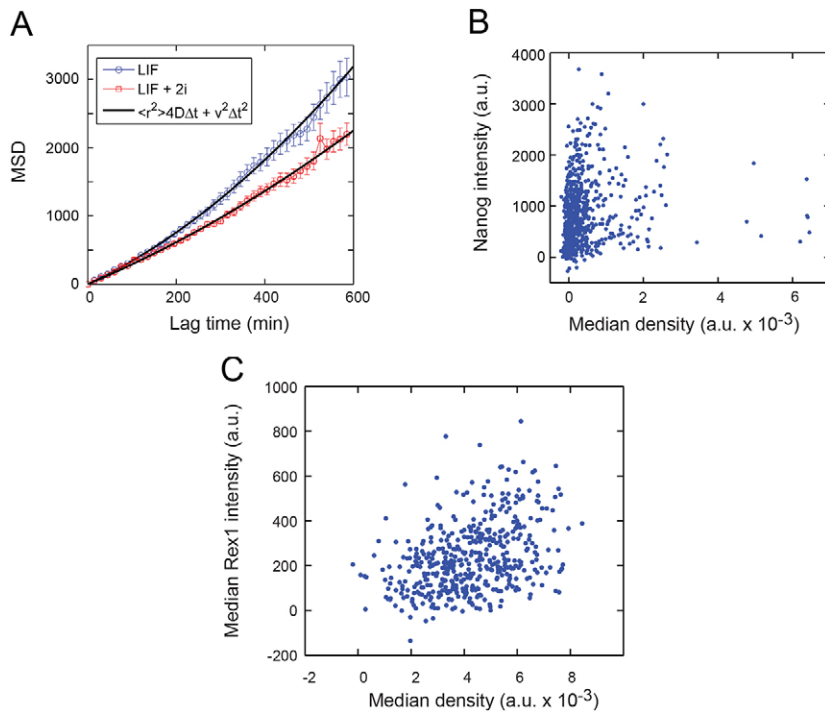 A
MSD
3000
2000
1000
0
LIF
LIF + 2i
<r²>4DΔt + v²Δt²
0 200 400 600
Lag time (min)
B
Nanog intensity (a.u.)
4000
3000
2000
1000
0
0 2 4 6
Median density (a.u. x 10⁻³)
C
Median Rex1 intensity (a.u.)
1000
800
600
400
200
0
-200
-2 0 2 4 6 8
Median density (a.u. x 10⁻³)